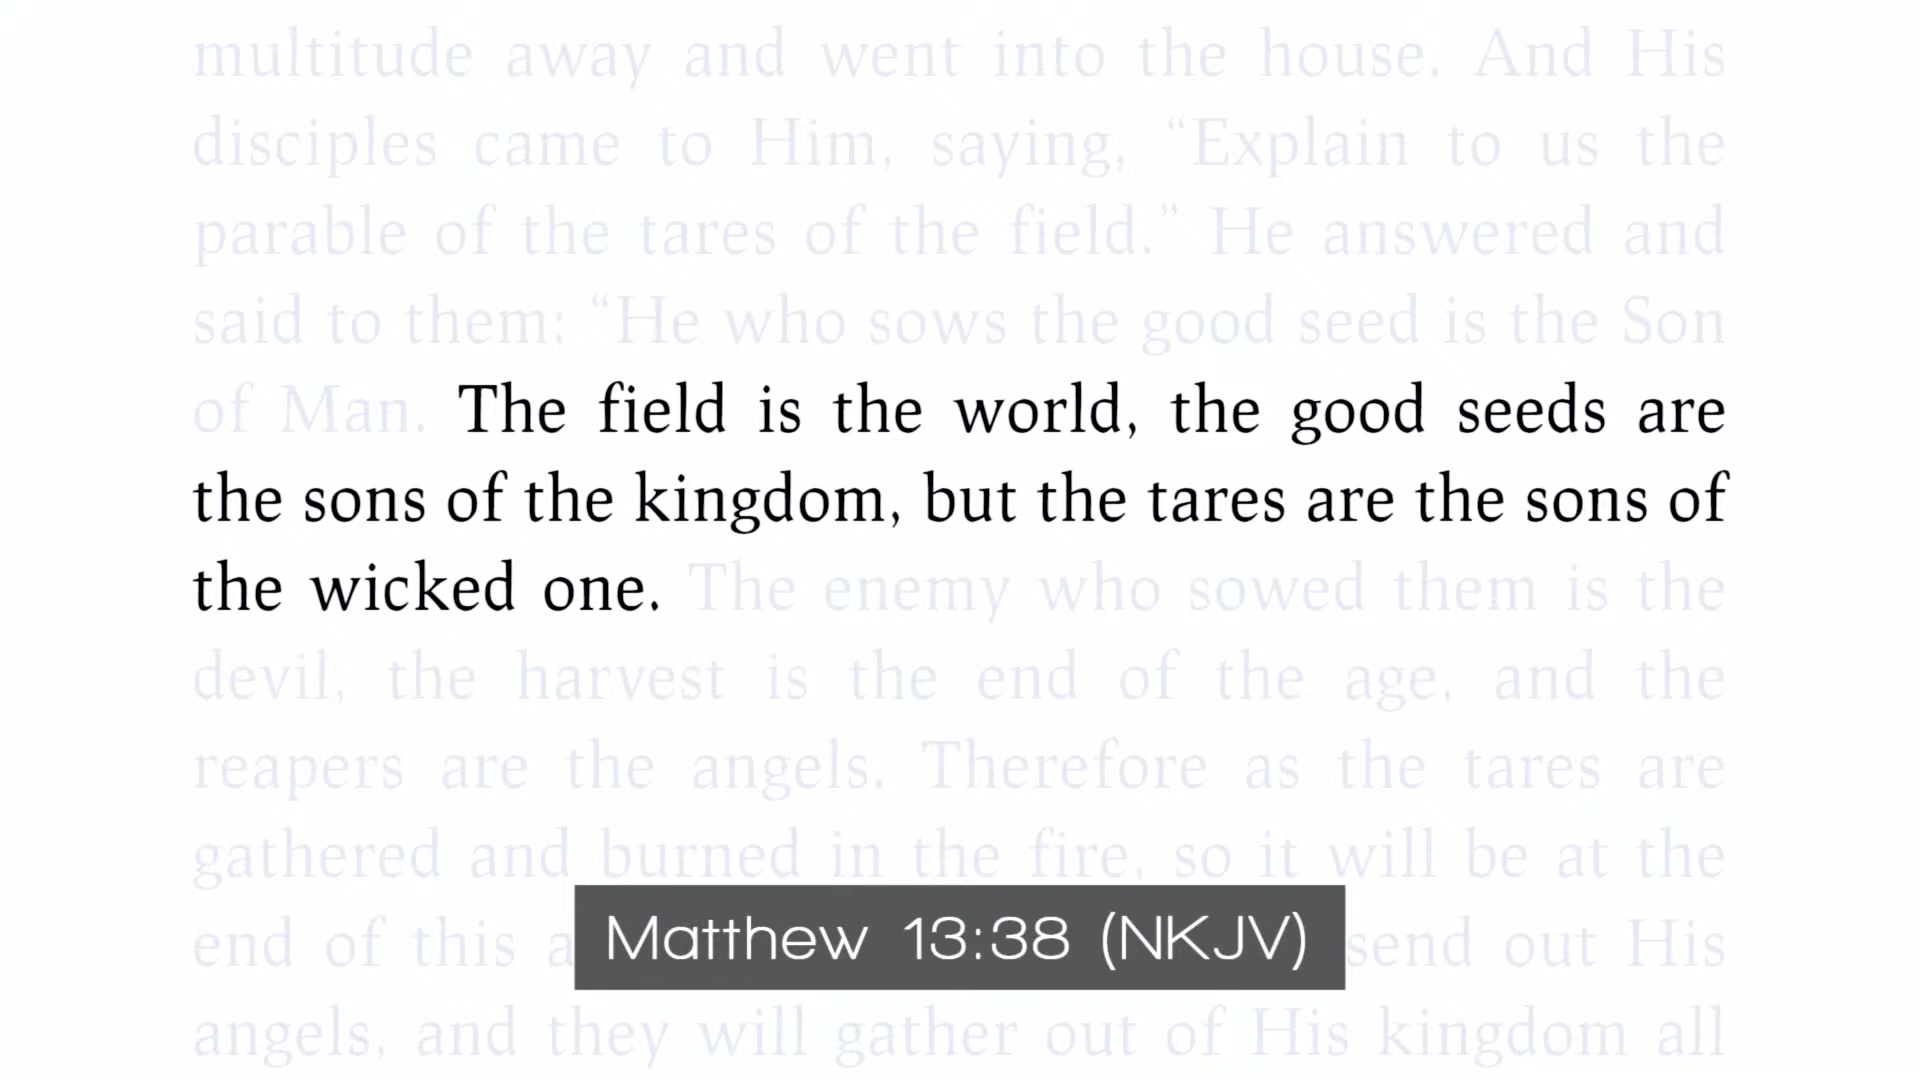 multitude away and went into the house. And His
disciples came to Him, saying, “Explain to us the
parable of the tares of the field.” He answered and
said to them: “He who sows the good seed is the Son
of Man. The field is the world, the good seeds are
the sons of the kingdom, but the tares are the sons of
the wicked one. The enemy who sowed them is the
devil, the harvest is the end of the age, and the
reapers are the angels. Therefore as the tares are
gathered and burned in the fire, so it will be at the
end of this a send out His
Matthew 13:38 (NKJV)
angels, and they will gather out of His kingdom all